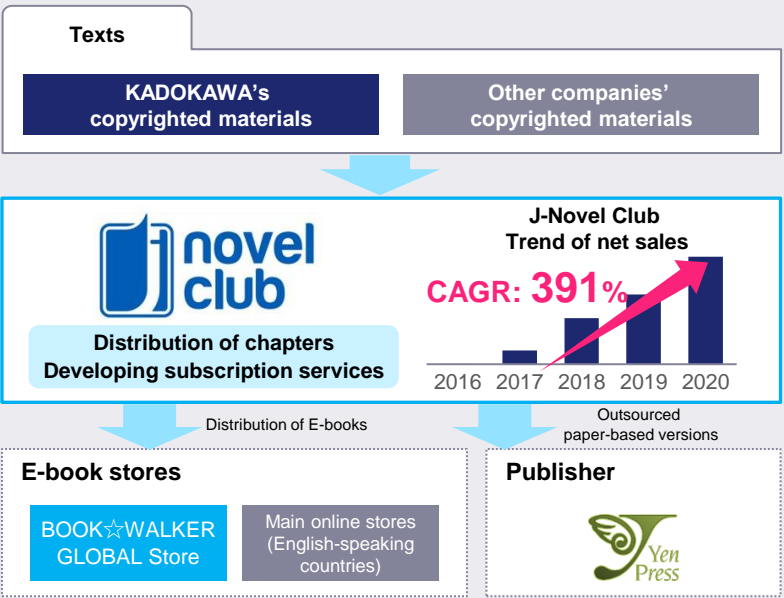 Texts
KADOKAWA's
copyrighted materials
Other companies'
copyrighted materials
j novel
club
Distribution of chapters
Developing subscription services
J-Novel Club
Trend of net sales
CAGR: 391%
2016 2017 2018 2019 2020
Distribution of E-books
Outsourced
paper-based versions
E-book stores
BOOK☆WALKER
GLOBAL Store
Main online stores
(English-speaking
countries)
Publisher
Yen
Press